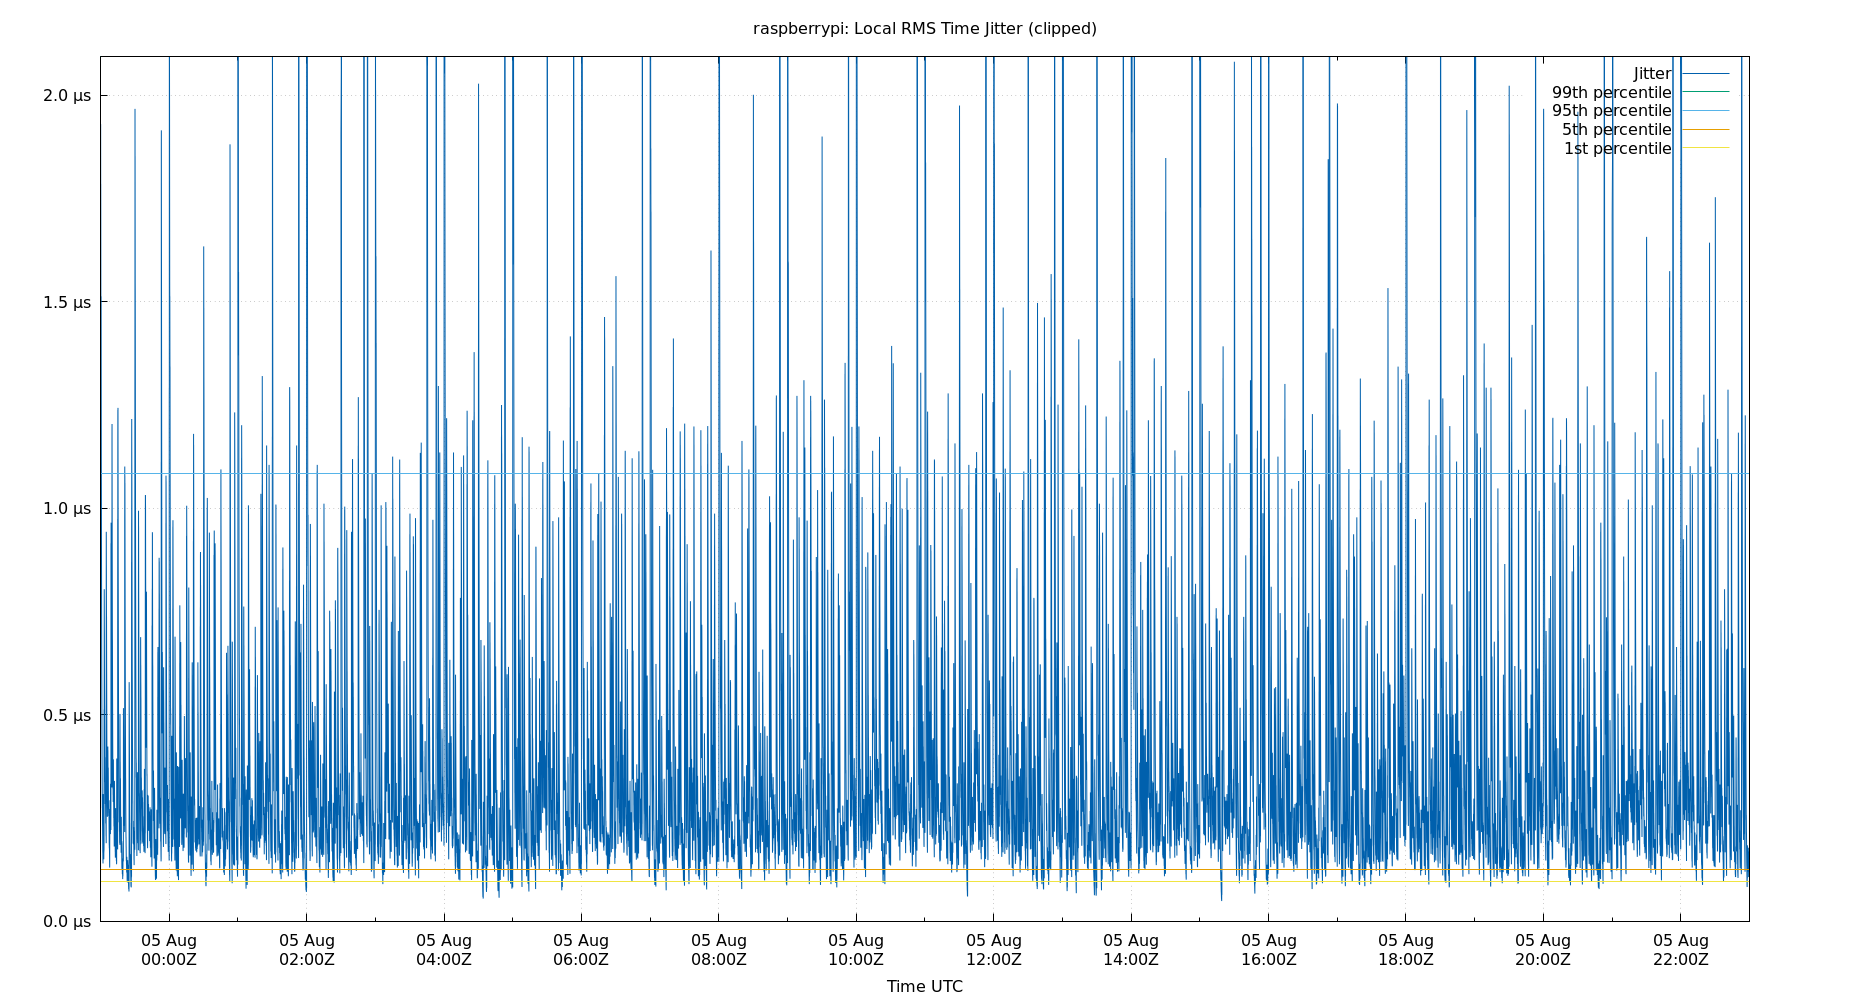 raspberrypi: Local RMS Time Jitter (clipped)
Jitter
99th percentile
95th percentile
5th percentile
1st percentile
2.0 μs
1.5 μs
1.0 μs
0.5 μs
0.0 μs
05 Aug 05 Aug 05 Aug 05 Aug 05 Aug 05 Aug 05 Aug 05 Aug 05 Aug 05 Aug 05 Aug 05 Aug
00:00Z 02:00Z 04:00Z 06:00Z 08:00Z 10:00Z 12:00Z 14:00Z 16:00Z 18:00Z 20:00Z 22:00Z
Time UTC